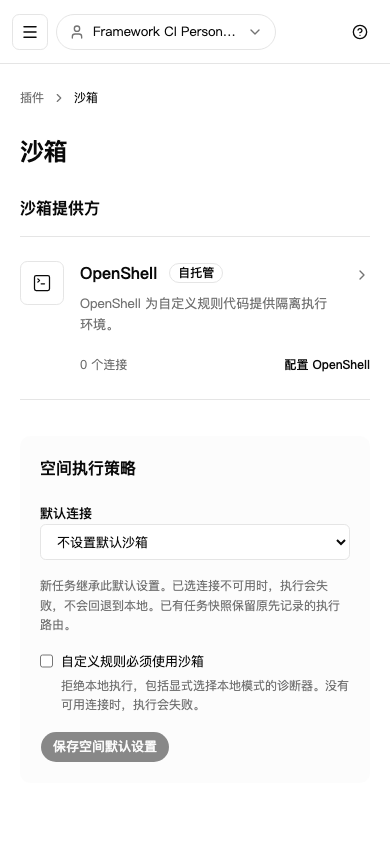 Framework CI Person...
插件 > 沙箱
沙箱
沙箱提供方
OpenShell 自托管
OpenShell 为自定义规则代码提供隔离执行
环境。
0 个连接 配置 OpenShell
空间执行策略
默认连接
不设置默认沙箱
新任务继承此默认设置。已选连接不可用时，执行会失
败，不会回退到本地。已有任务快照保留原先记录的执行
路由。
自定义规则必须使用沙箱
拒绝本地执行，包括显式选择本地模式的诊断器。没有
可用连接时，执行会失败。
保存空间默认设置